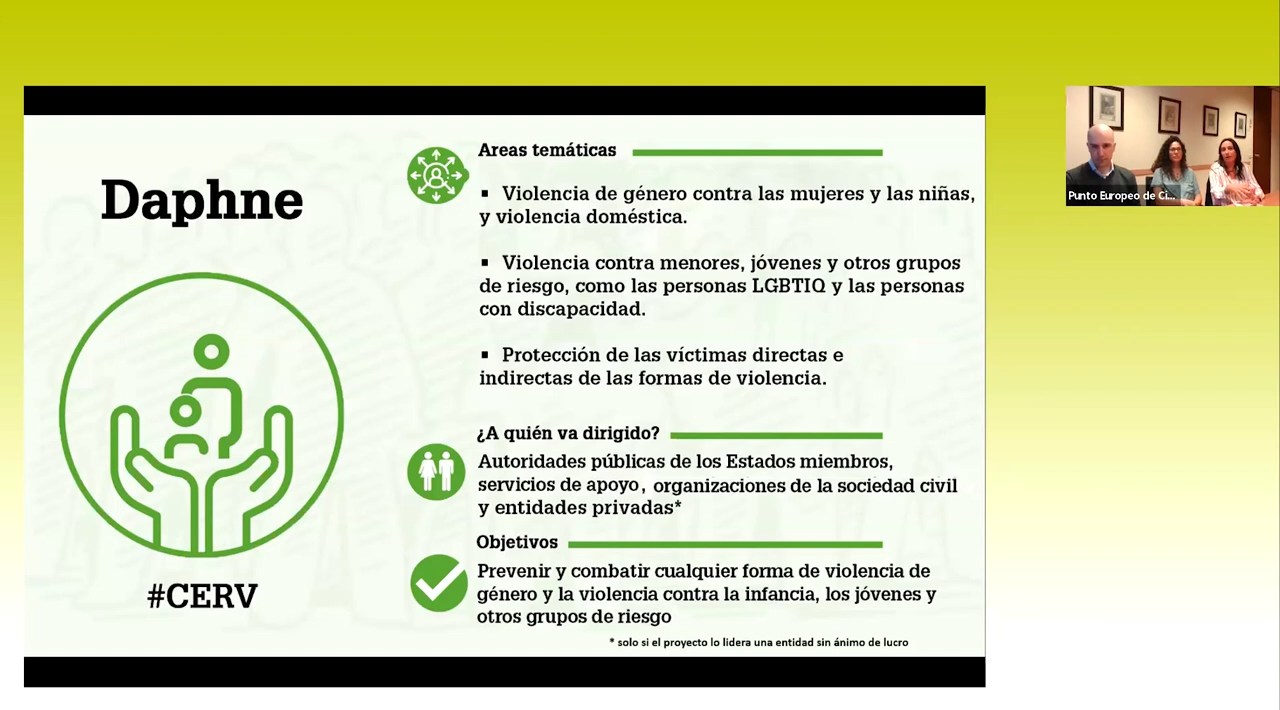 Daphne
#CERV
Areas temáticas
▪ Violencia de género contra las mujeres y las niñas,
y violencia doméstica.
▪ Violencia contra menores, jóvenes y otros grupos
de riesgo, como las personas LGBTIQ y las personas
con discapacidad.
▪ Protección de las víctimas directas e
indirectas de las formas de violencia.
¿A quién va dirigido?
Autoridades públicas de los Estados miembros,
servicios de apoyo, organizaciones de la sociedad civil
y entidades privadas*
Objetivos
Prevenir y combatir cualquier forma de violencia de
género y la violencia contra la infancia, los jóvenes y
otros grupos de riesgo
* solo si el proyecto lo lidera una entidad sin ánimo de lucro
Punto Europeo de Ci...